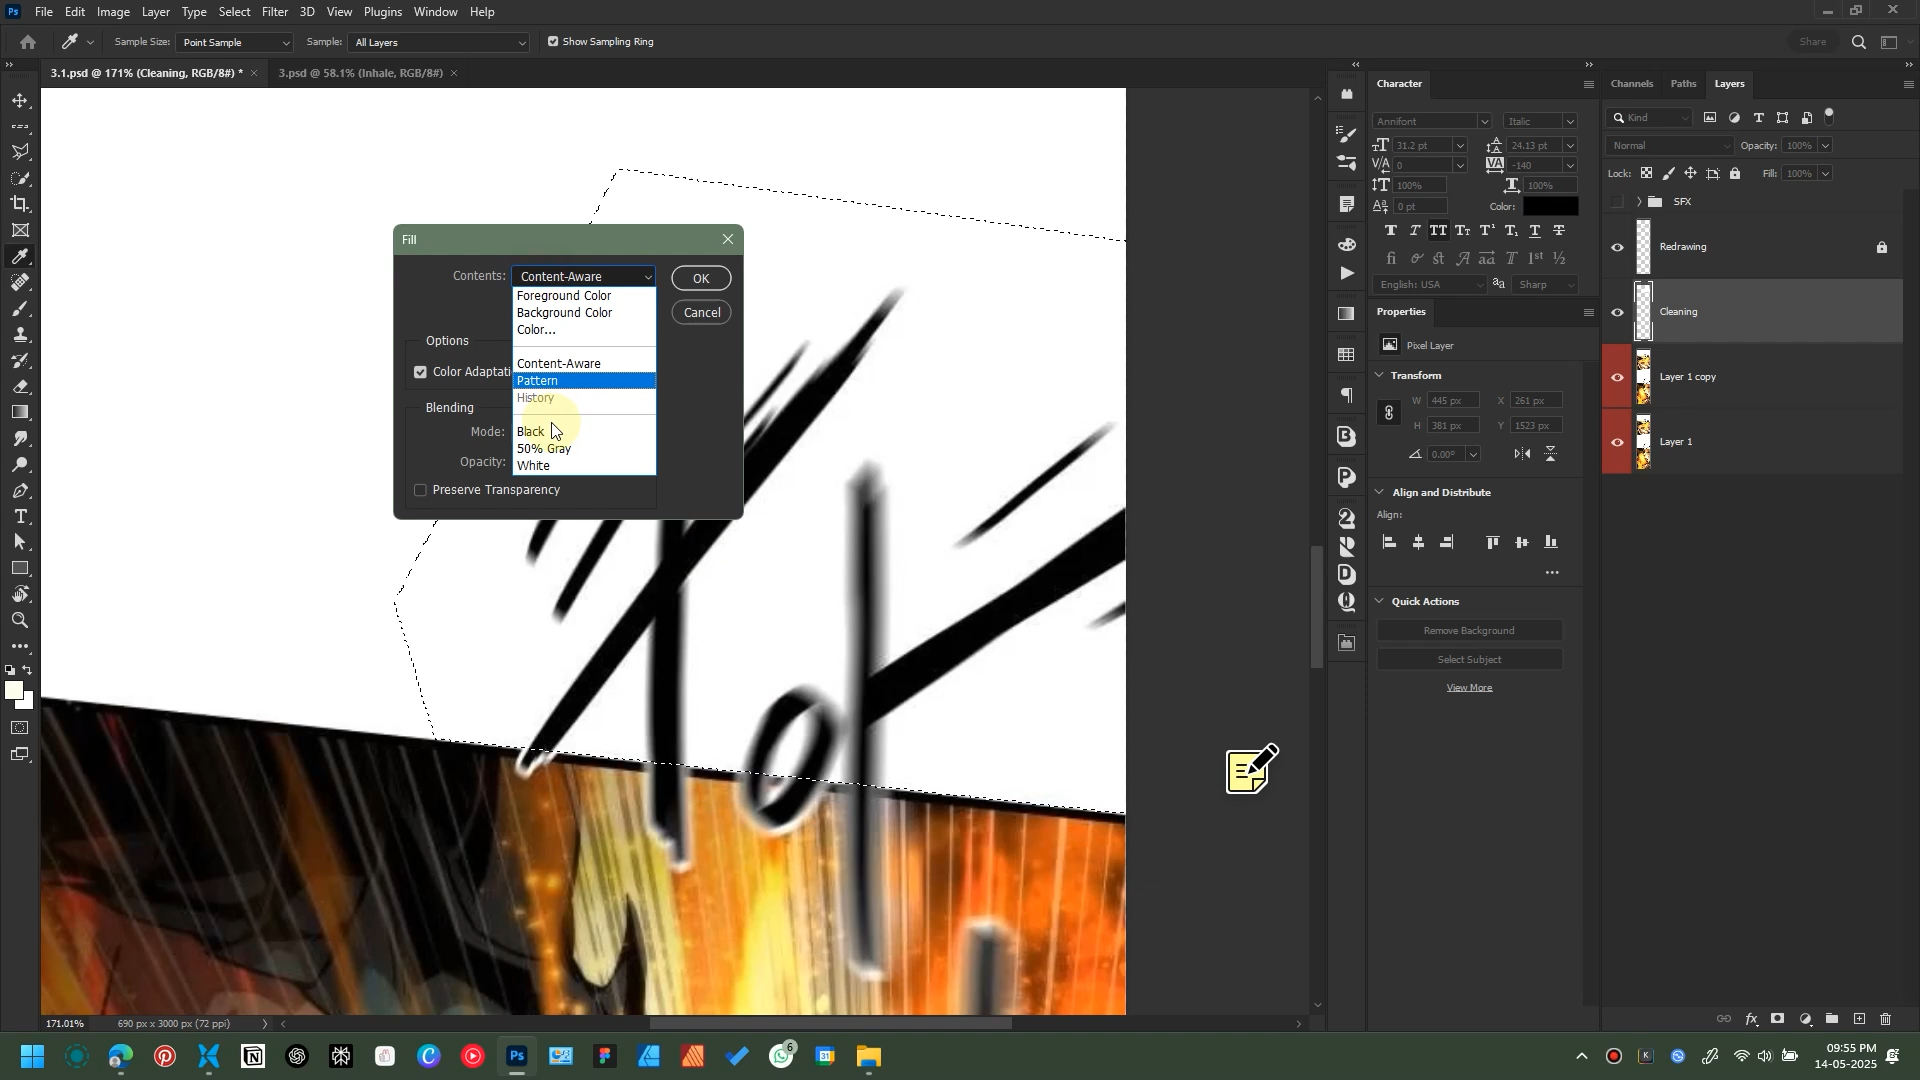 Ps File Edit Image Layer Type Select Filter 3D View Plugins Window Help
Sample Size: Point Sample Sample: All Layers Show Sampling Ring Share
3.1.psd @ 171% (Cleaning, RGB/8#) * × 3.psd @ 58.1% (Inhale, RGB/8#) ×
Fill
Contents: Content-Aware OK
Foreground Color
Background Color
Cancel
Color...
Options
Content-Aware
Color Adaptati
Pattern
History
Blending
Mode:
Black
50% Gray
Opacity:
White
Preserve Transparency
Character
Annifont Italic
31.2 pt 24.13 pt
0 -140
100% 100%
0 pt Color:
English: USA Sharp
Properties
Pixel Layer
Transform
W 445 px X 261 px
H 381 px Y 1523 px
0.00°
Align and Distribute
Align:
Quick Actions
Remove Background
Select Subject
View More
Channels Paths Layers
Kind
Normal Opacity: 100%
Lock: Fill: 100%
SFX
Redrawing
Cleaning
Layer 1 copy
Layer 1
171.01% 690 px x 3000 px (72 ppi)
Ps 6 31 K
09:55 PM
14-05-2025